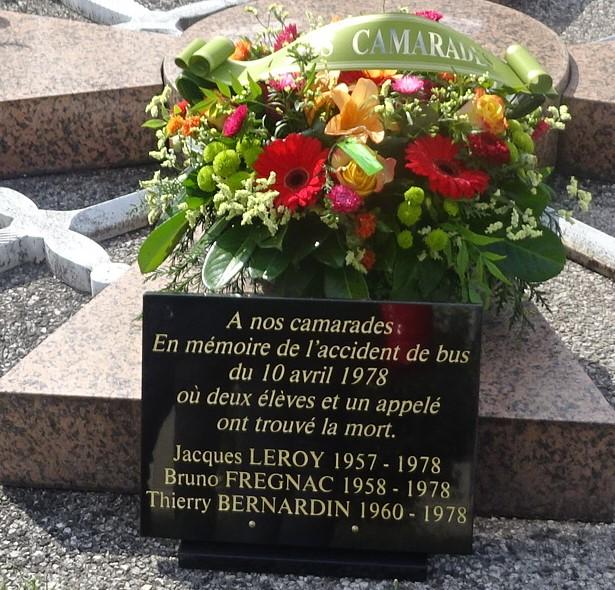 S CAMARADES
A nos camarades:
En mémoire de l'accident de bus
du 10 avril 1978
où deux élèves et un appelé
ont trouvé la mort.
Jacques LEROY 1957 - 1978
Bruno FREGNAC 1958 - 1978
Thierry BERNARDIN 1960 - 1978